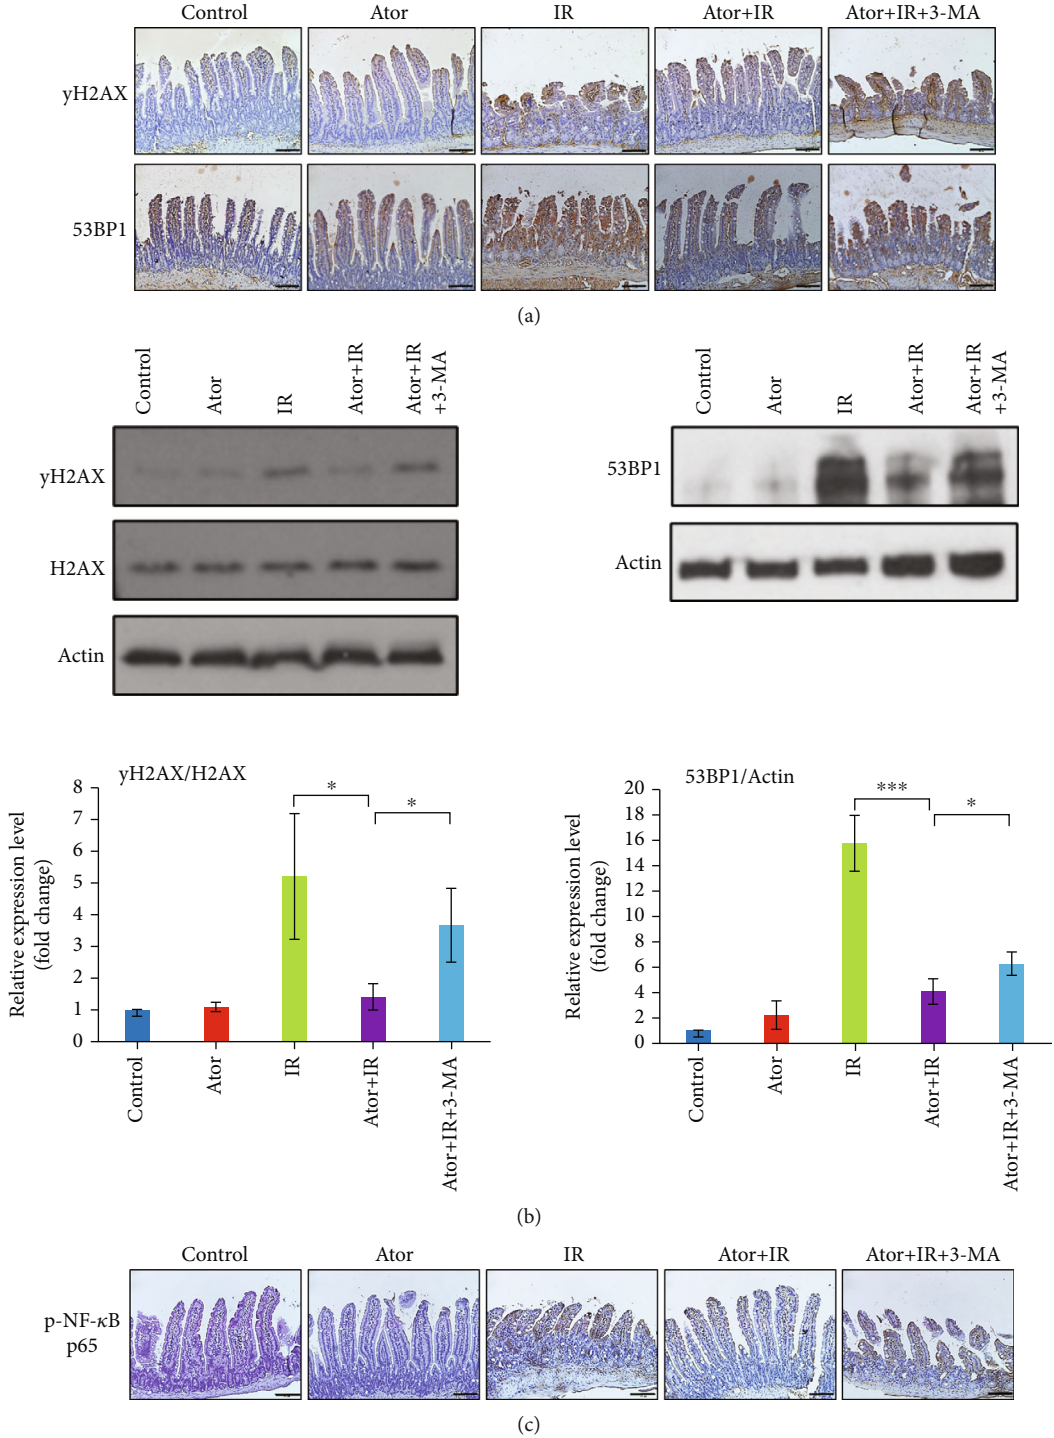 Control Ator IR Ator+IR Ator+IR+3-MA
yH2AX
53BP1
(a)
Control Ator IR Ator+IR Ator+IR +3-MA
yH2AX
H2AX
Actin
Control Ator IR Ator+IR Ator+IR +3-MA
53BP1
Actin
yH2AX/H2AX
Relative expression level
(fold change)
8
7
6
5
4
3
2
1
0
* *
Control Ator IR Ator+IR Ator+IR+3-MA
53BP1/Actin
Relative expression level
(fold change)
20
18
16
14
12
10
8
6
4
2
0
*** *
Control Ator IR Ator+IR Ator+IR+3-MA
(b)
Control Ator IR Ator+IR Ator+IR+3-MA
p-NF-κB
p65
(c)